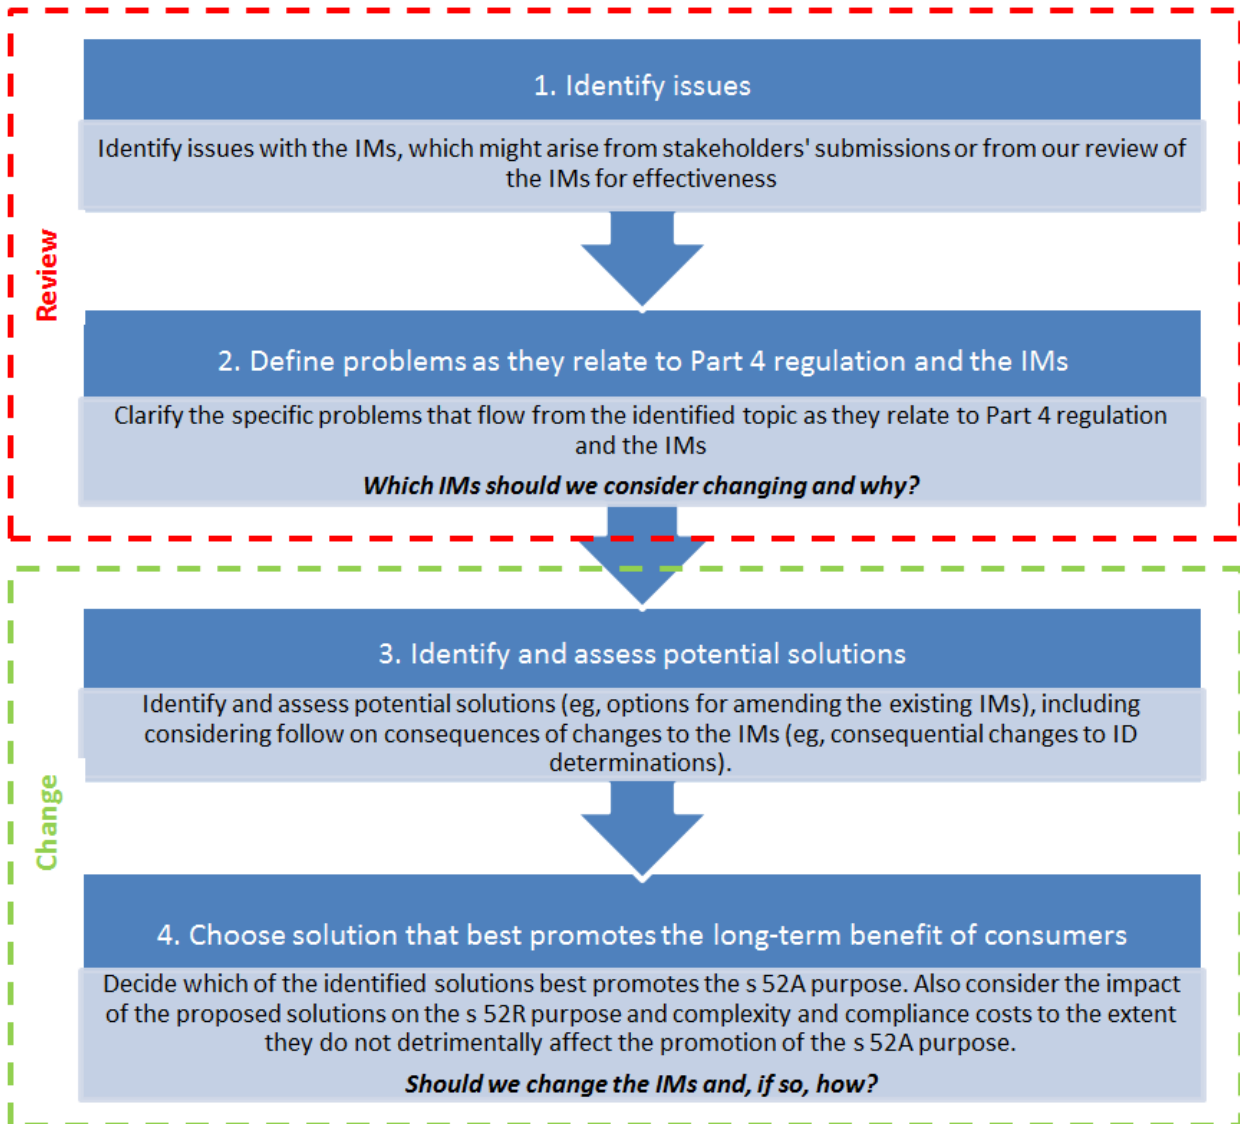 Review
1. Identify issues
Identify issues with the IMs, which might arise from stakeholders' submissions or from our review of
the IMs for effectiveness
2. Define problems as they relate to Part 4 regulation and the IMs
Clarify the specific problems that flow from the identified topic as they relate to Part 4 regulation
and the IMs
Which IMs should we consider changing and why?
Change
3. Identify and assess potential solutions
Identify and assess potential solutions (eg, options for amending the existing IMs), including
considering follow on consequences of changes to the IMs (eg, consequential changes to ID
determinations).
4. Choose solution that best promotes the long-term benefit of consumers
Decide which of the identified solutions best promotes the s 52A purpose. Also consider the impact
of the proposed solutions on the s 52R purpose and complexity and compliance costs to the extent
they do not detrimentally affect the promotion of the s 52A purpose.
Should we change the IMs and, if so, how?